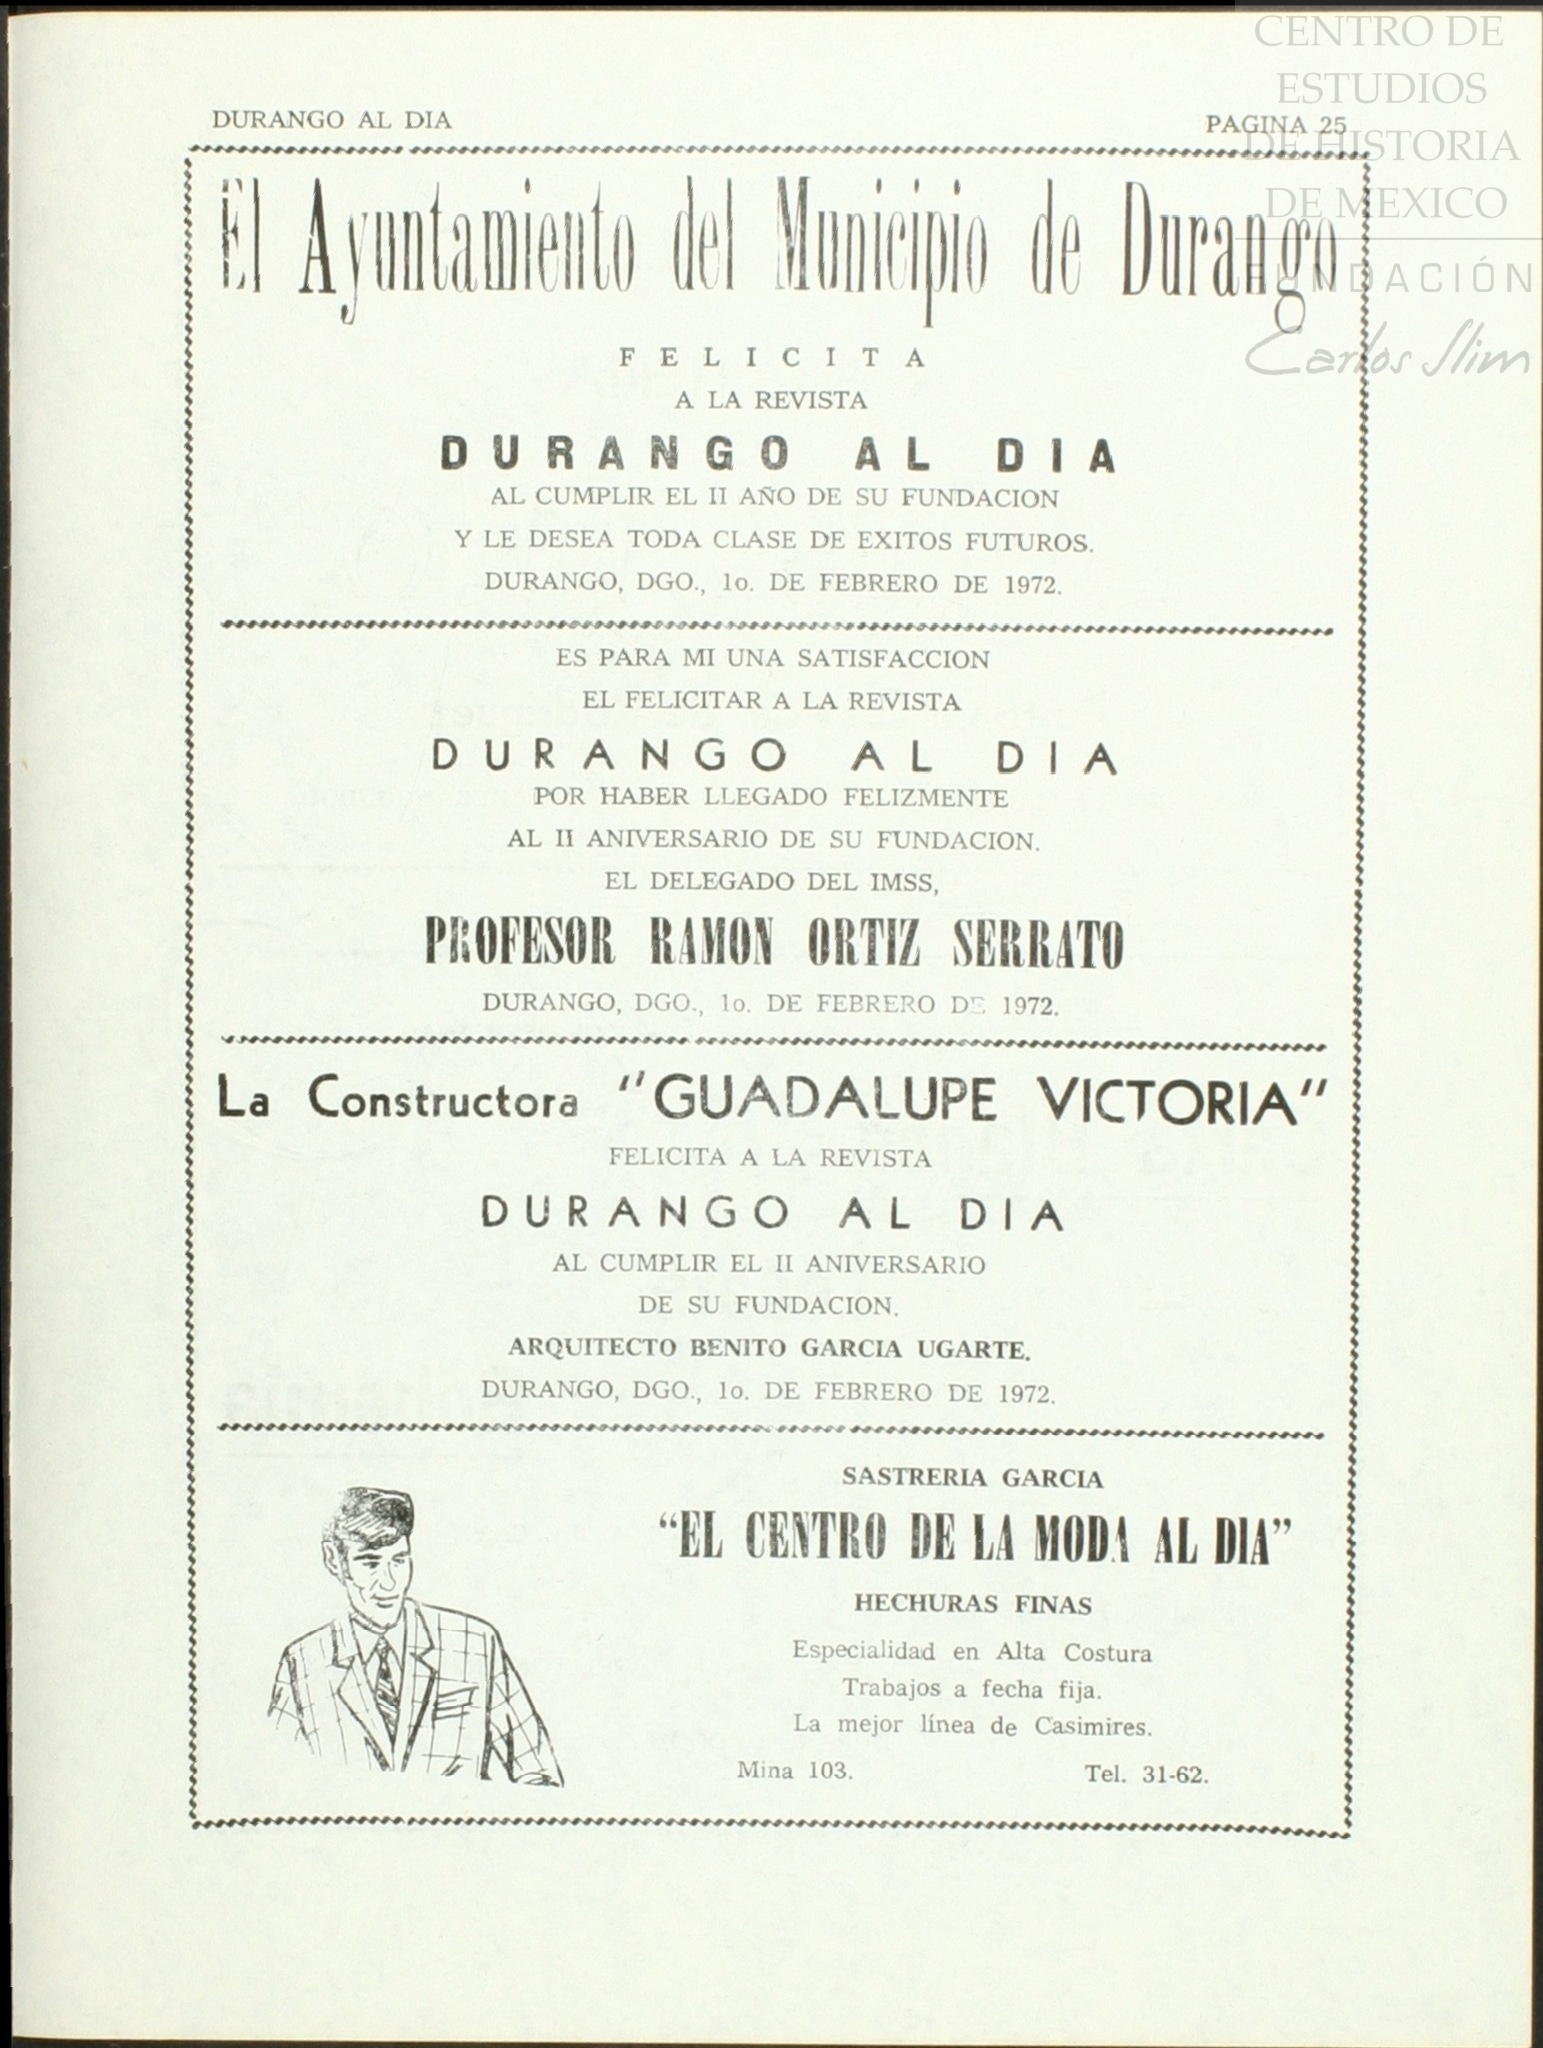 CENTRO DE
ESTUDIOS
DE HISTORIA
DE MEXICO
FUNDACIÓN
Carlos Slim
DURANGO AL DIA
PAGINA 25
El Ayuntamiento del Municipio de Durango
FELICITA
A LA REVISTA
DURANGO AL DIA
AL CUMPLIR EL II AÑO DE SU FUNDACION
Y LE DESEA TODA CLASE DE EXITOS FUTUROS.
DURANGO, DGO., 1o. DE FEBRERO DE 1972.
ES PARA MI UNA SATISFACCION
EL FELICITAR A LA REVISTA
DURANGO AL DIA
POR HABER LLEGADO FELIZMENTE
AL II ANIVERSARIO DE SU FUNDACION.
EL DELEGADO DEL IMSS,
PROFESOR RAMON ORTIZ SERRATO
DURANGO, DGO., 1o. DE FEBRERO DE 1972.
La Constructora "GUADALUPE VICTORIA"
FELICITA A LA REVISTA
DURANGO AL DIA
AL CUMPLIR EL II ANIVERSARIO
DE SU FUNDACION.
ARQUITECTO BENITO GARCIA UGARTE.
DURANGO, DGO., 1o. DE FEBRERO DE 1972.
SASTRERIA GARCIA
"EL CENTRO DE LA MODA AL DIA"
HECHURAS FINAS
Especialidad en Alta Costura
Trabajos a fecha fija.
La mejor línea de Casimires.
Mina 103.
Tel. 31-62.